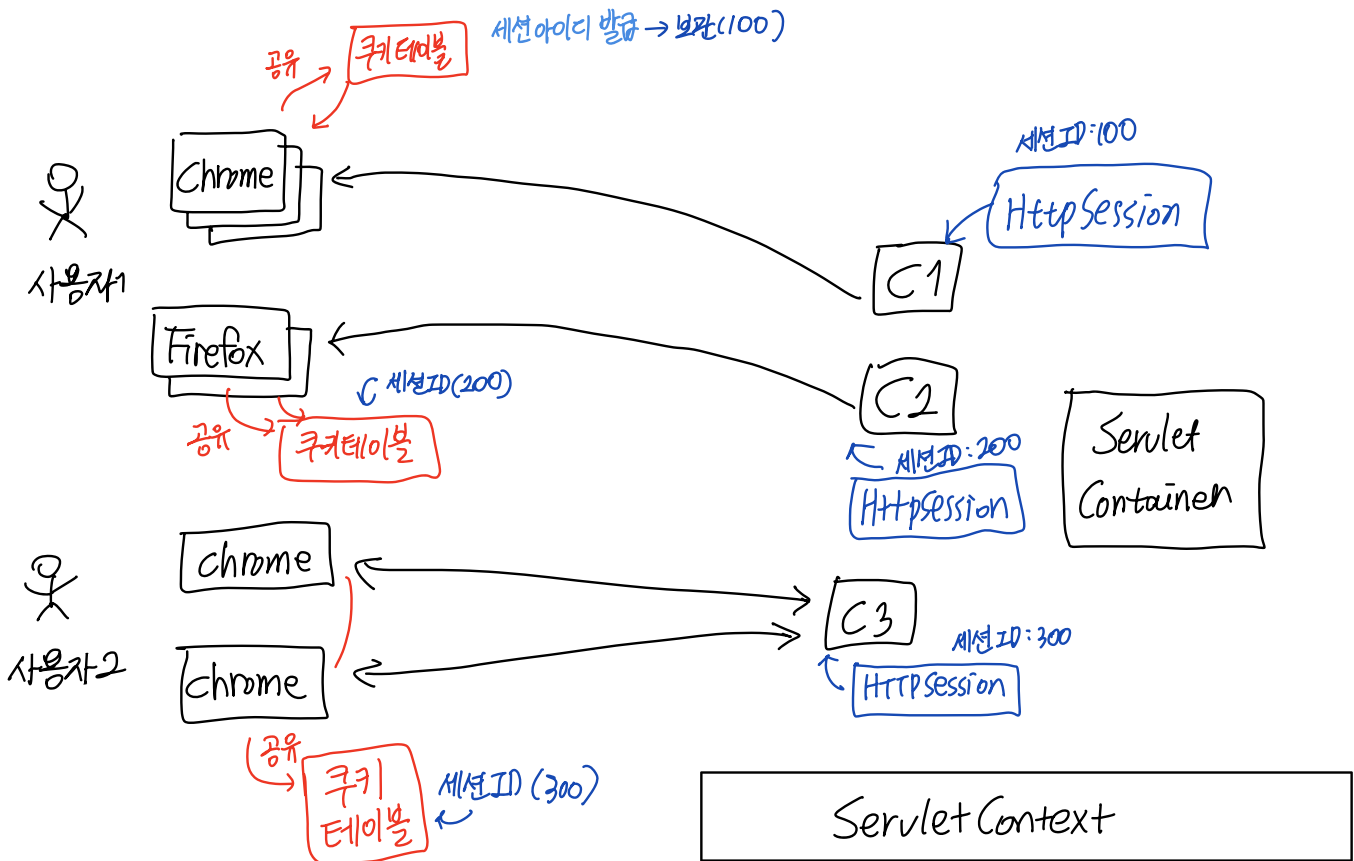 세션아이디 발급 → 보관(100)
공유
쿠키테이블
세션ID:100
Chrome
HttpSession
사용자1
C1
Firefox
세션ID(200)
C2
공유
쿠키테이블
세션ID:200
HttpSession
Servlet
Container
chrome
사용자2
C3
세션ID:300
chrome
HTTPSession
공유
쿠키
테이블
세션ID (300)
ServletContext